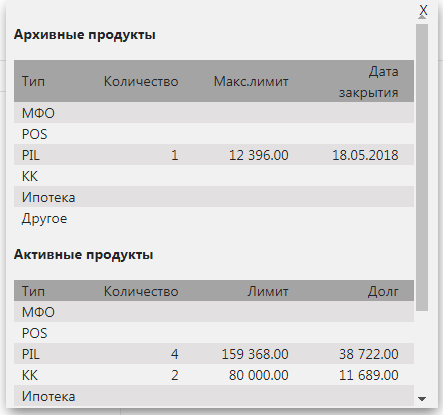 X
Архивные продукты
Тип Количество Макс.лимит Дата закрытия
МФО
POS
PIL 1 12 396.00 18.05.2018
КК
Ипотека
Другое
Активные продукты
Тип Количество Лимит Долг
МФО
POS
PIL 4 159 368.00 38 722.00
КК 2 80 000.00 11 689.00
Ипотека